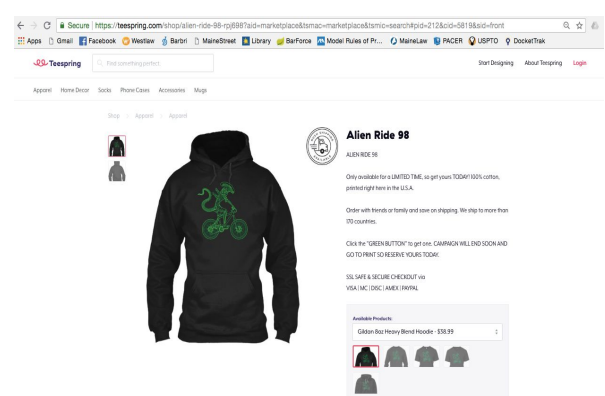 Secure | https://teespring.com/shop/alien-ride-98-rpj698?aid=marketplace&tsmac=marketplace&tsmic=search#pid=212&cid=5819&sid=front
Apps Gmail Facebook Westlaw Barbri MaineStreet Library BarForce Model Rules of Pr... MaineLaw PACER USPTO DocketTrak
Teespring Find something perfect. Start Designing About Teespring Login
Apparel Home Decor Socks Phone Cases Accessories Mugs
Shop Apparel Apparel
Alien Ride 98
ALIEN RIDE 98
Only available for a LIMITED TIME, so get yours TODAY! 100% cotton,
printed right here in the U.S.A.
Order with friends or family and save on shipping. We ship to more than
170 countries.
Click the "GREEN BUTTON" to get one. CAMPAIGN WILL END SOON AND
GO TO PRINT SO RESERVE YOURS TODAY.
SSL SAFE & SECURE CHECKOUT via
VISA | MC | DISC | AMEX | PAYPAL
Available Products:
Gildan 8oz Heavy Blend Hoodie - $38.99